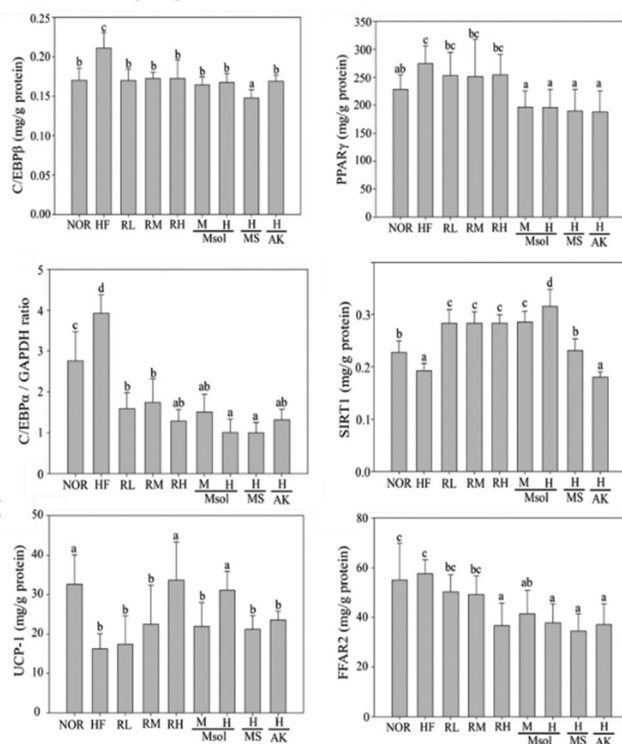 C/EBPβ (mg/g protein)
0.25
0.20
0.15
0.10
0.05
0.00
b c b b b b b a b
NOR HF RL RM RH M H H H
Msol MS AK
PPARγ (mg/g protein)
400
350
300
250
200
150
100
50
0
ab c bc bc bc a a a a
NOR HF RL RM RH M H H H
Msol MS AK
C/EBPα / GAPDH ratio
5
4
3
2
1
0
c d b b ab ab a a ab
NOR HF RL RM RH M H H H
Msol MS AK
SIRT1 (mg/g protein)
0.3
0.2
0.1
0.0
b a c c c c d b a
NOR HF RL RM RH M H H H
Msol MS AK
UCP-1 (mg/g protein)
50
40
30
20
10
0
a b b b a b a b b
NOR HF RL RM RH M H H H
Msol MS AK
FFAR2 (mg/g protein)
80
60
40
20
0
c c bc bc a ab a a a
NOR HF RL RM RH M H H H
Msol MS AK